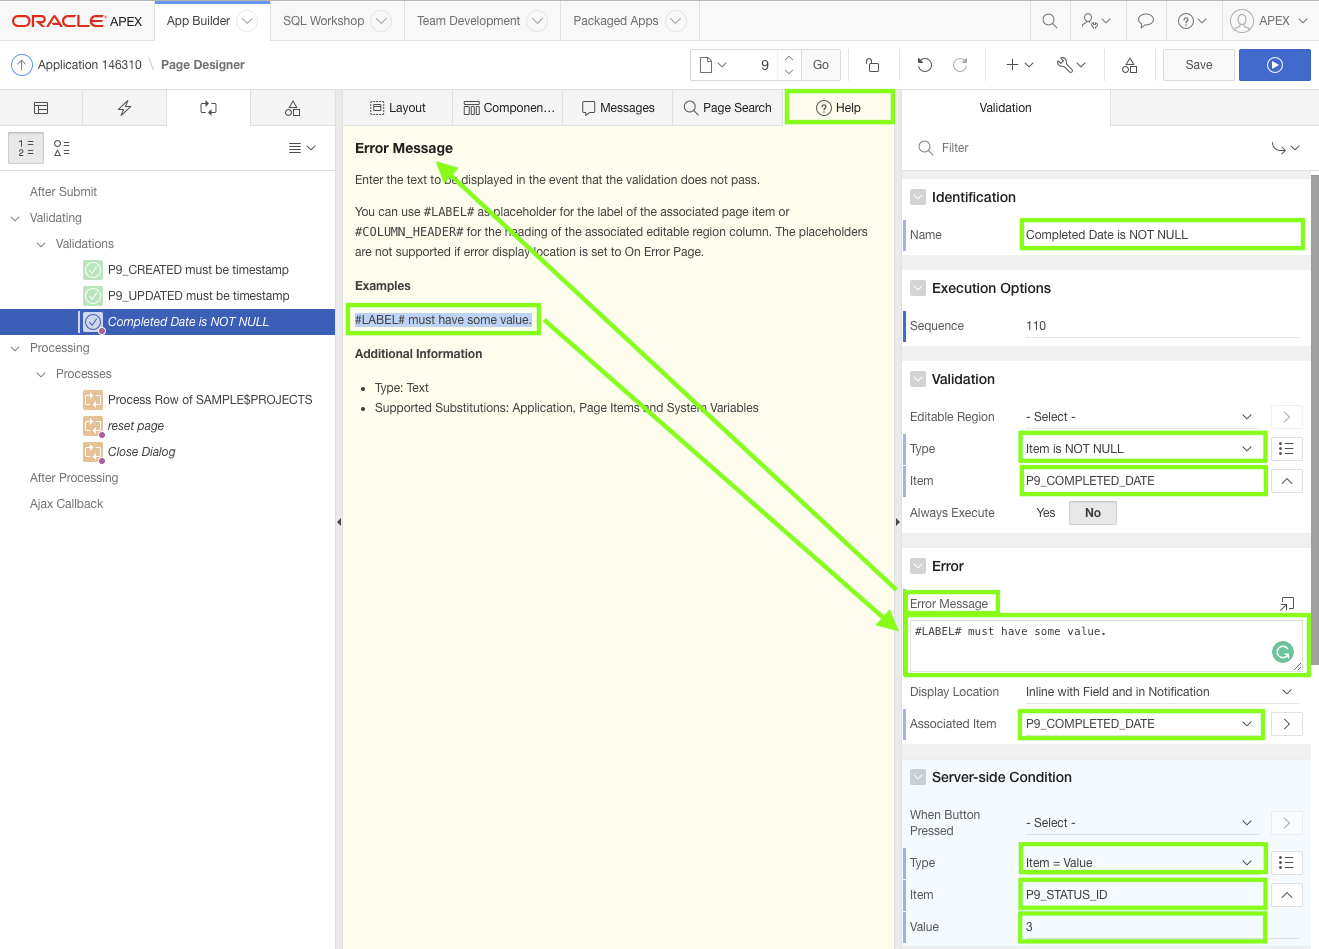 ORACLE APEX App Builder SQL Workshop Team Development Packaged Apps APEX
Application 146310 \ Page Designer 9 Go Save
Layout Componen... Messages Page Search Help Validation
1 =
2 =
Filter
After Submit
Validating
Validations
P9_CREATED must be timestamp
P9_UPDATED must be timestamp
Completed Date is NOT NULL
Processing
Processes
Process Row of SAMPLE$PROJECTS
reset page
Close Dialog
After Processing
Ajax Callback
Error Message
Enter the text to be displayed in the event that the validation does not pass.
You can use #LABEL# as placeholder for the label of the associated page item or
#COLUMN_HEADER# for the heading of the associated editable region column. The placeholders
are not supported if error display location is set to On Error Page.
Examples
#LABEL# must have some value.
Additional Information
• Type: Text
• Supported Substitutions: Application, Page Items and System Variables
Identification
Name Completed Date is NOT NULL
Execution Options
Sequence 110
Validation
Editable Region - Select -
Type Item is NOT NULL
Item P9_COMPLETED_DATE
Always Execute Yes No
Error
Error Message
#LABEL# must have some value.
Display Location Inline with Field and in Notification
Associated Item P9_COMPLETED_DATE
Server-side Condition
When Button
Pressed
- Select -
Type Item = Value
Item P9_STATUS_ID
Value 3